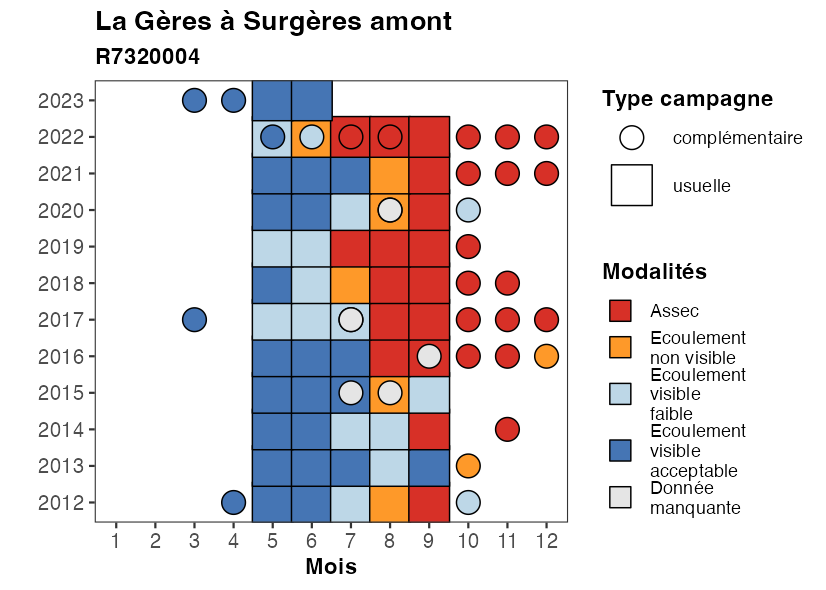 La Gères à Surgères amont
R7320004
2023
2022
2021
2020
2019
2018
2017
2016
2015
2014
2013
2012
1 2 3 4 5 6 7 8 9 10 11 12
Mois
Type campagne
complémentaire
usuelle
Modalités
Assec
Ecoulement
non visible
Ecoulement
visible
faible
Ecoulement
visible
acceptable
Donnée
manquante